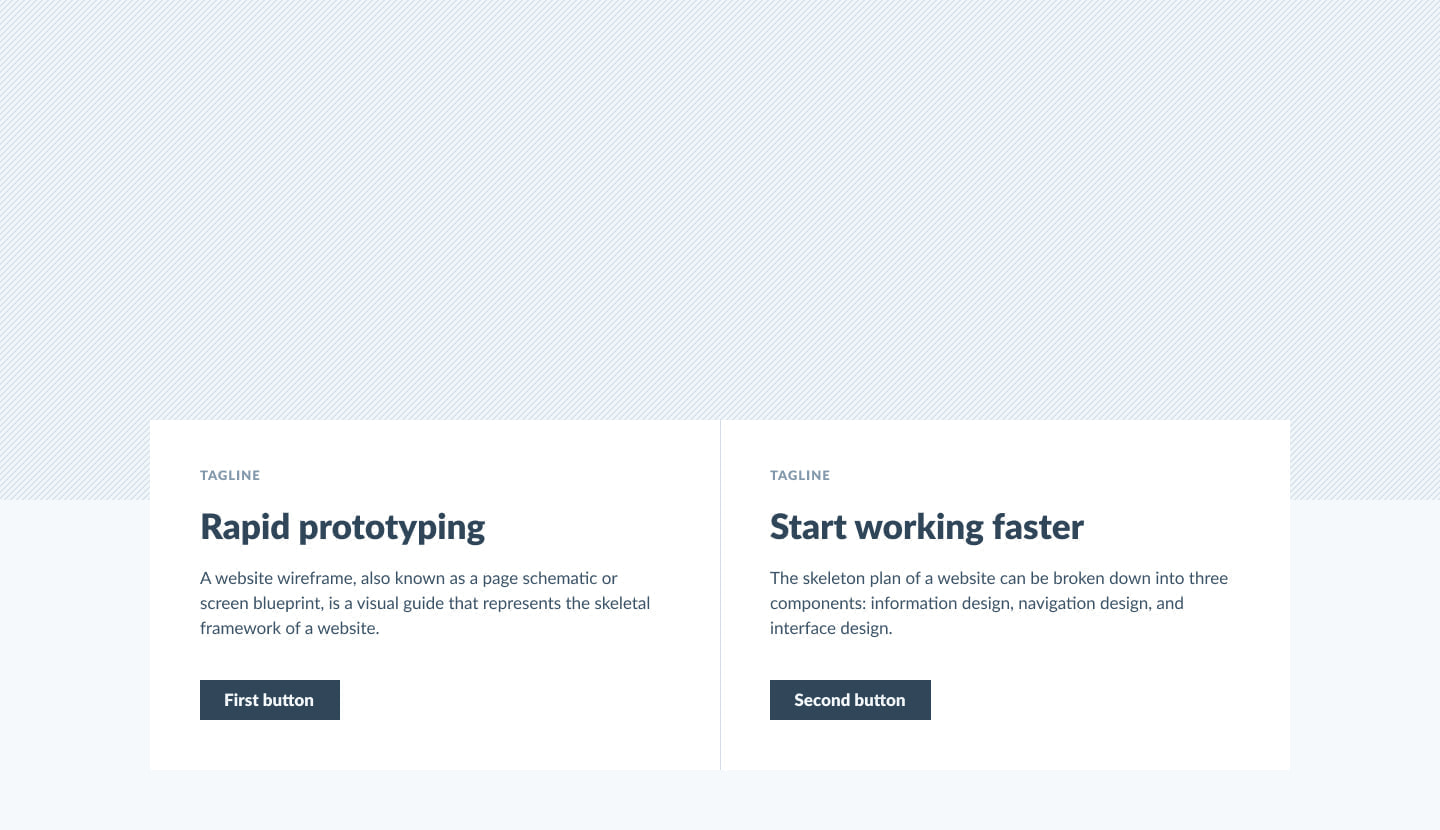 TAGLINE
Rapid prototyping
A website wireframe, also known as a page schematic or
screen blueprint, is a visual guide that represents the skeletal
framework of a website.
First button
TAGLINE
Start working faster
The skeleton plan of a website can be broken down into three
components: information design, navigation design, and
interface design.
Second button